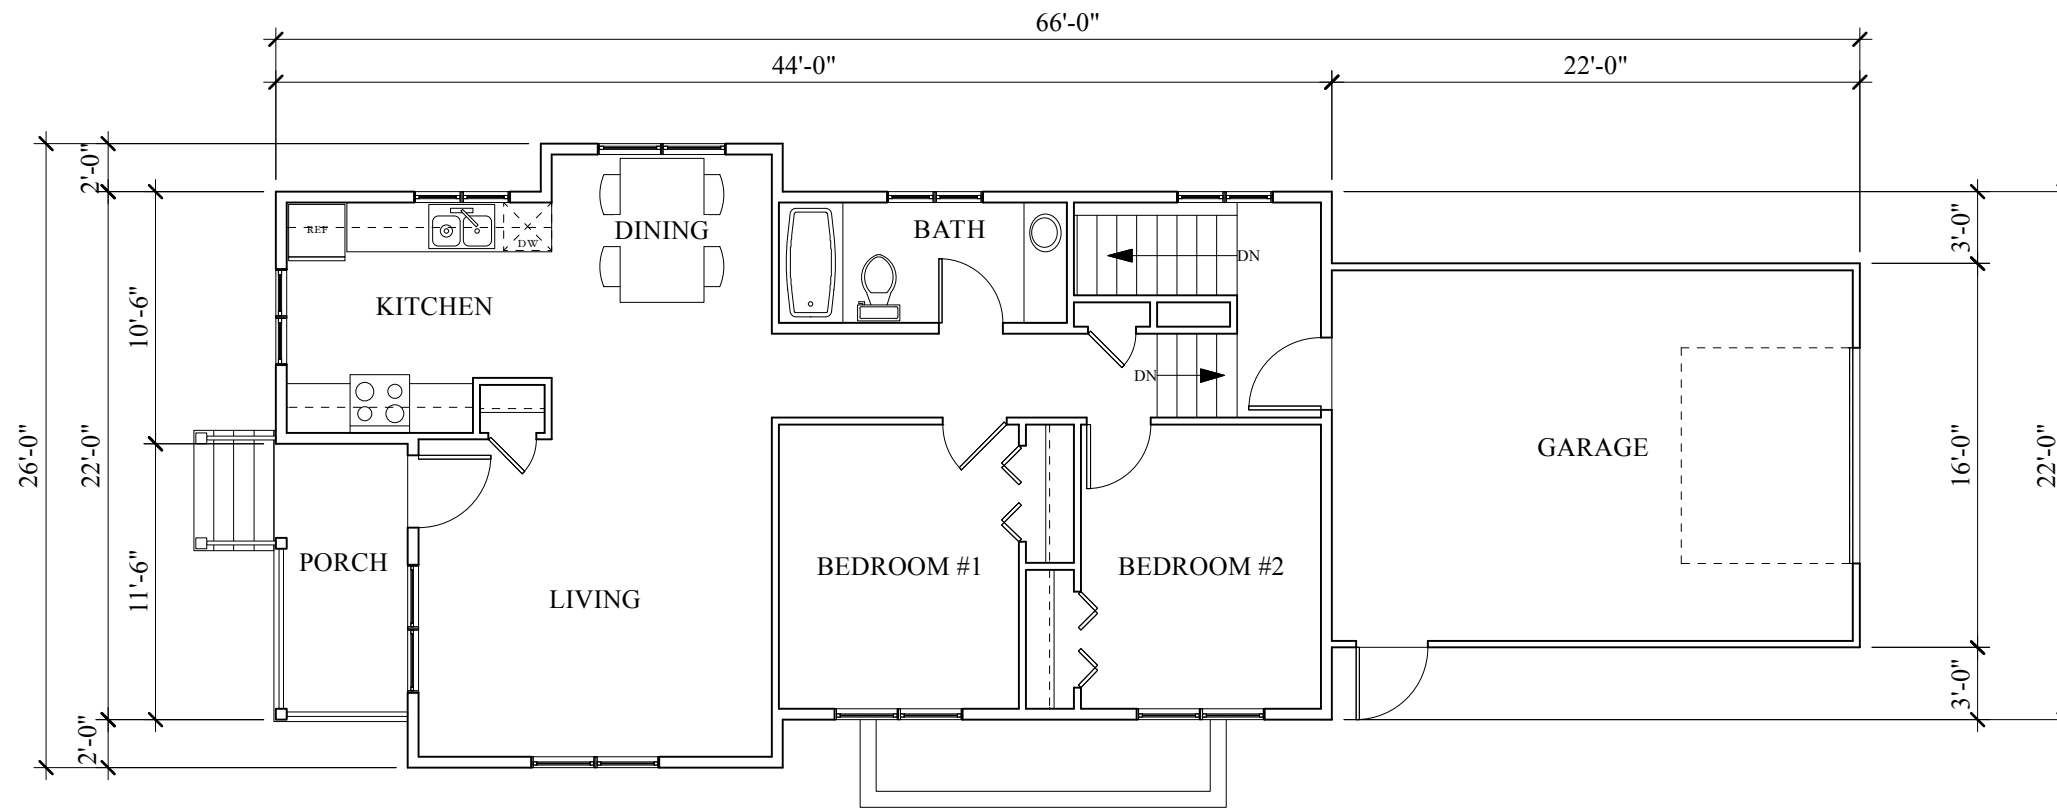 66'-0"
44'-0"
22'-0"
2'-0"
3'-0"
REF
DW
DINING
BATH
DN
KITCHEN
10'-6"
DN
26'-0"
22'-0"
GARAGE
16'-0"
22'-0"
PORCH
BEDROOM #1
BEDROOM #2
11'-6"
LIVING
3'-0"
2'-0"